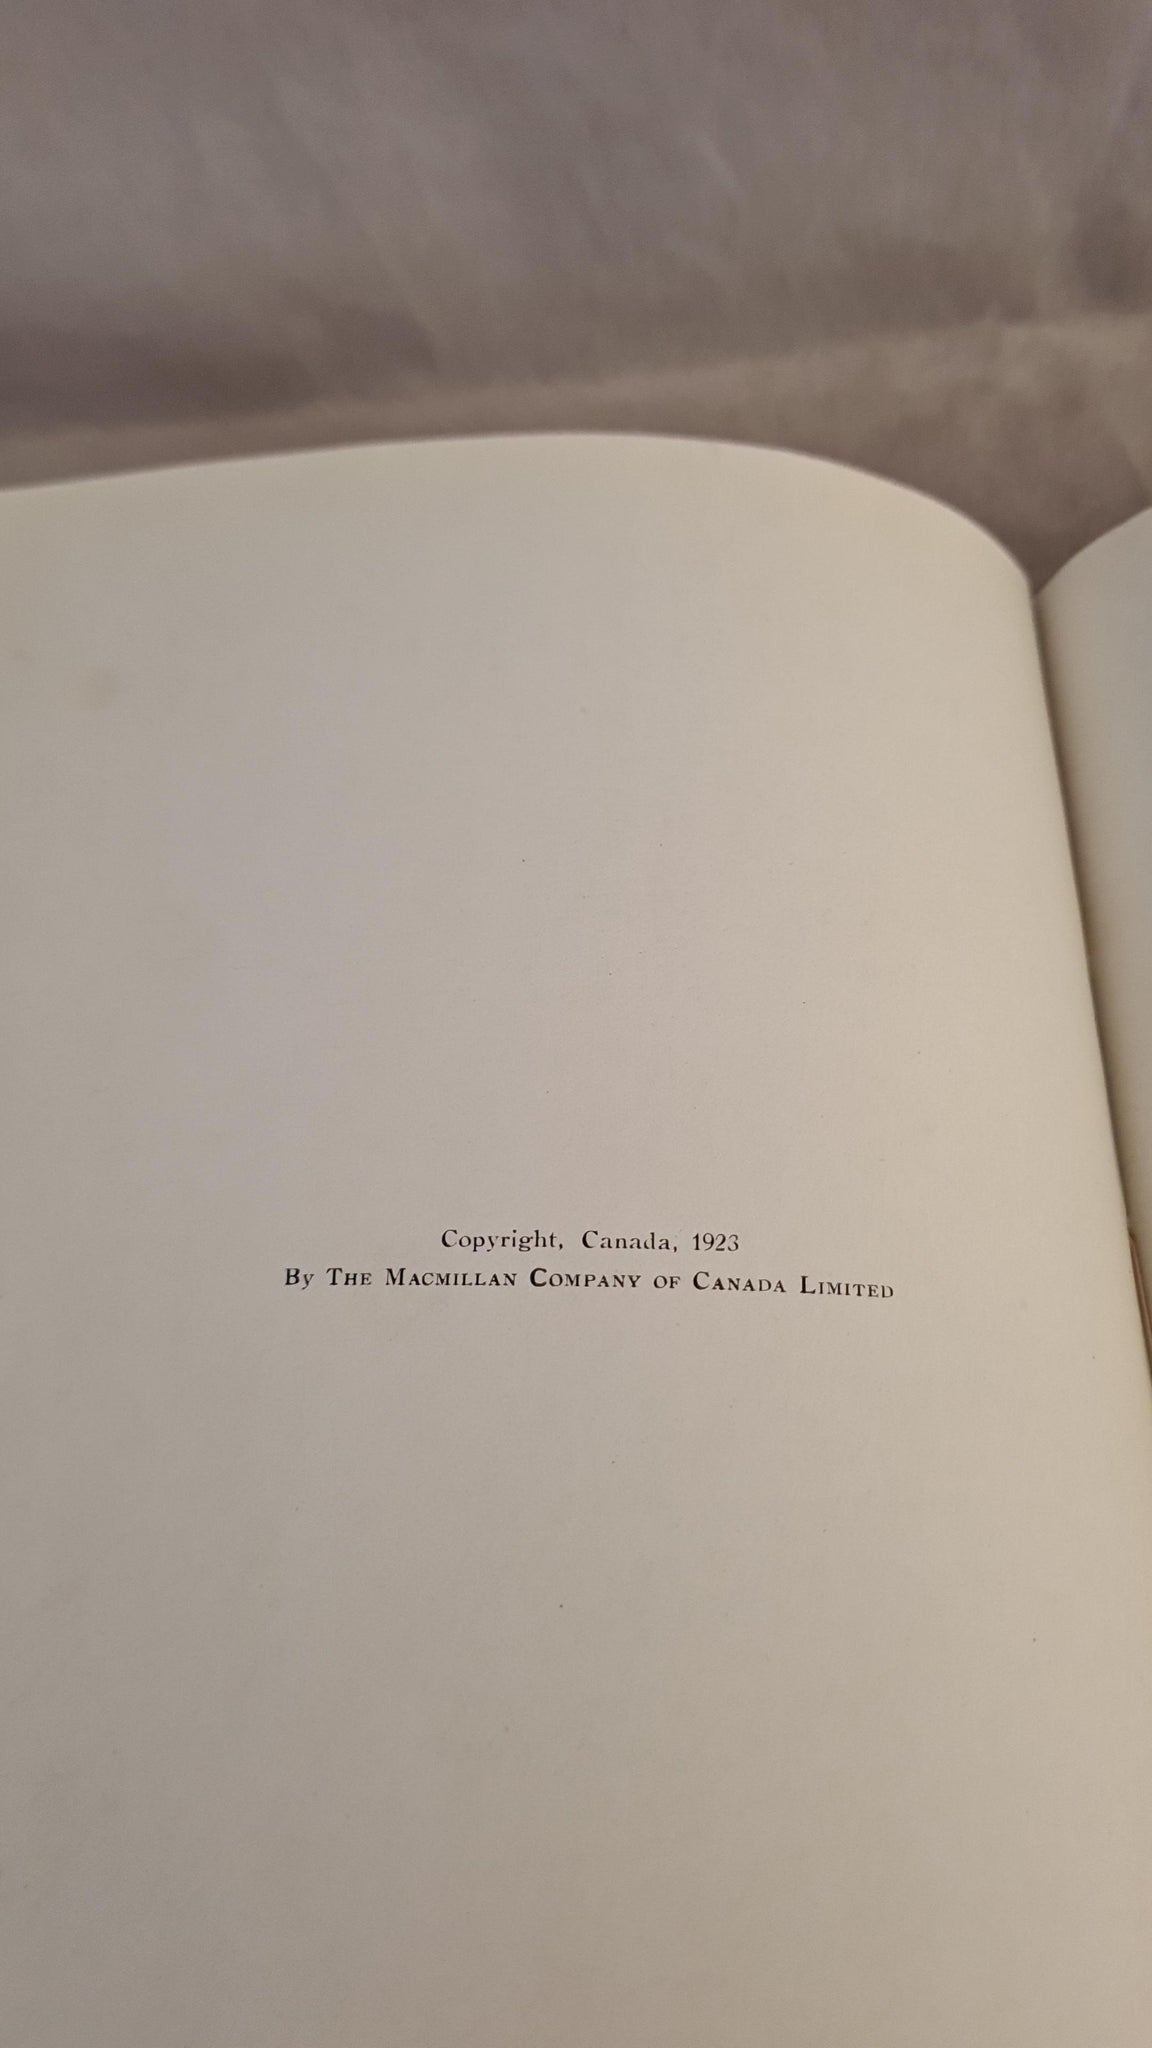 Copyright, Canada, 1923
By THE MACMILLAN COMPANY OF CANADA LIMITED